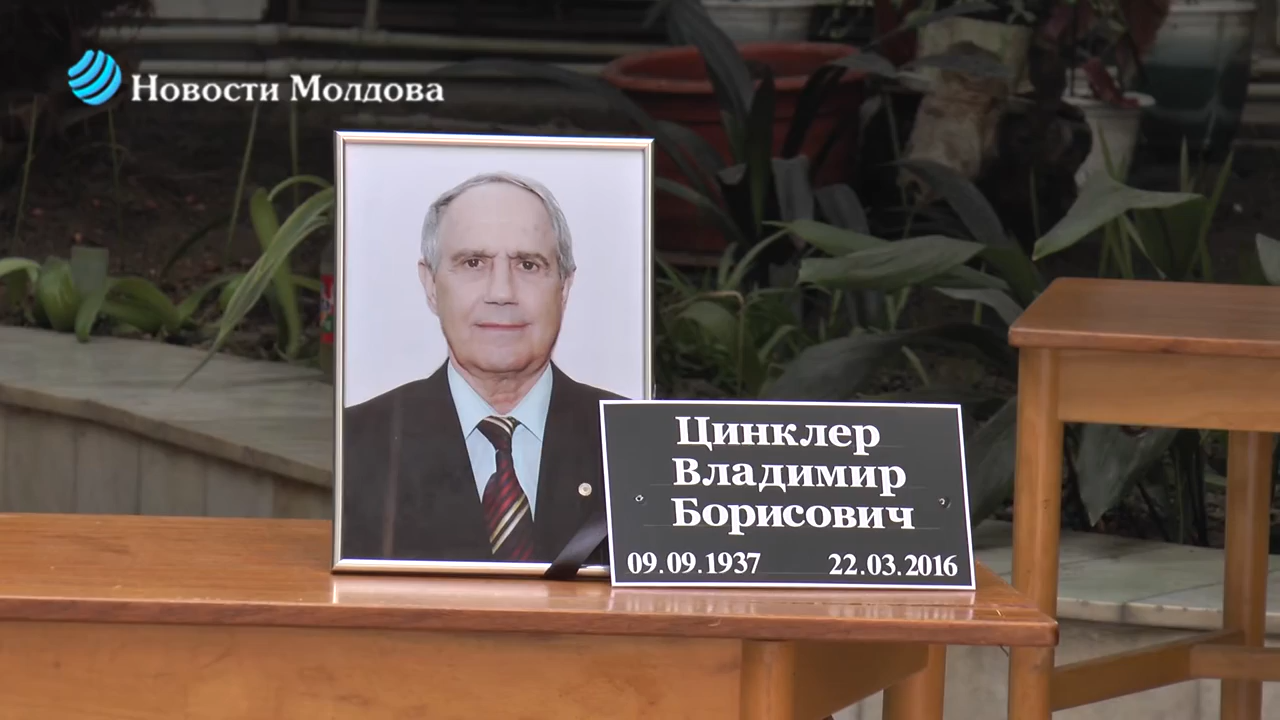 Новости Молдова
Цинклер
Владимир
Борисович
09.09.1937 22.03.2016